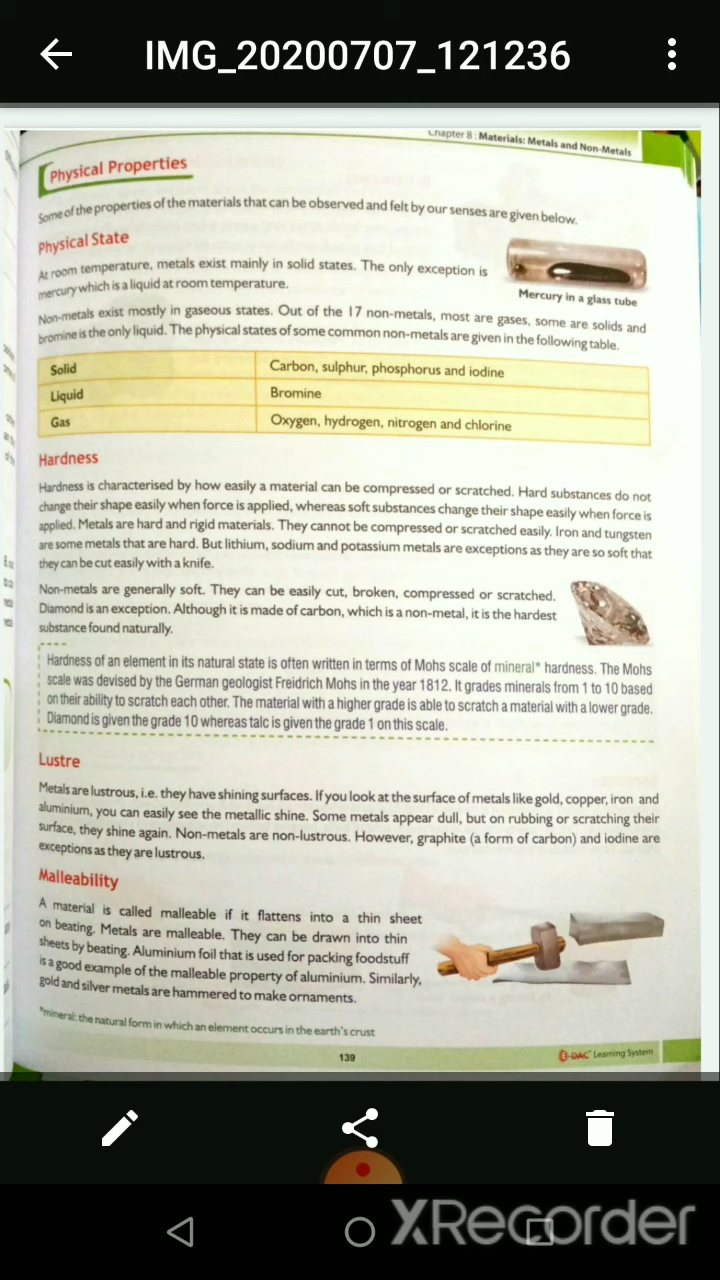 IMG_20200707_121236
Chapter 8 : Materials: Metals and Non-Metals
Physical Properties
Some of the properties of the materials that can be observed and felt by our senses are given below.
Physical State
At room temperature, metals exist mainly in solid states. The only exception is
mercury which is a liquid at room temperature.
Mercury in a glass tube
Non-metals exist mostly in gaseous states. Out of the 17 non-metals, most are gases, some are solids and
bromine is the only liquid. The physical states of some common non-metals are given in the following table.
Solid Carbon, sulphur, phosphorus and iodine
Liquid Bromine
Gas Oxygen, hydrogen, nitrogen and chlorine
Hardness
Hardness is characterised by how easily a material can be compressed or scratched. Hard substances do not
change their shape easily when force is applied, whereas soft substances change their shape easily when force is
applied. Metals are hard and rigid materials. They cannot be compressed or scratched easily. Iron and tungsten
are some metals that are hard. But lithium, sodium and potassium metals are exceptions as they are so soft that
they can be cut easily with a knife.
Non-metals are generally soft. They can be easily cut, broken, compressed or scratched.
Diamond is an exception. Although it is made of carbon, which is a non-metal, it is the hardest
substance found naturally.
Hardness of an element in its natural state is often written in terms of Mohs scale of mineral* hardness. The Mohs
scale was devised by the German geologist Freidrich Mohs in the year 1812. It grades minerals from 1 to 10 based
on their ability to scratch each other. The material with a higher grade is able to scratch a material with a lower grade.
Diamond is given the grade 10 whereas talc is given the grade 1 on this scale.
Lustre
Metals are lustrous, i.e. they have shining surfaces. If you look at the surface of metals like gold, copper, iron and
aluminium, you can easily see the metallic shine. Some metals appear dull, but on rubbing or scratching their
surface, they shine again. Non-metals are non-lustrous. However, graphite (a form of carbon) and iodine are
exceptions as they are lustrous.
Malleability
A material is called malleable if it flattens into a thin sheet
on beating. Metals are malleable. They can be drawn into thin
sheets by beating. Aluminium foil that is used for packing foodstuff
is a good example of the malleable property of aluminium. Similarly,
gold and silver metals are hammered to make ornaments.
*mineral: the natural form in which an element occurs in the earth's crust
139
DAC Learning System
XRecorder